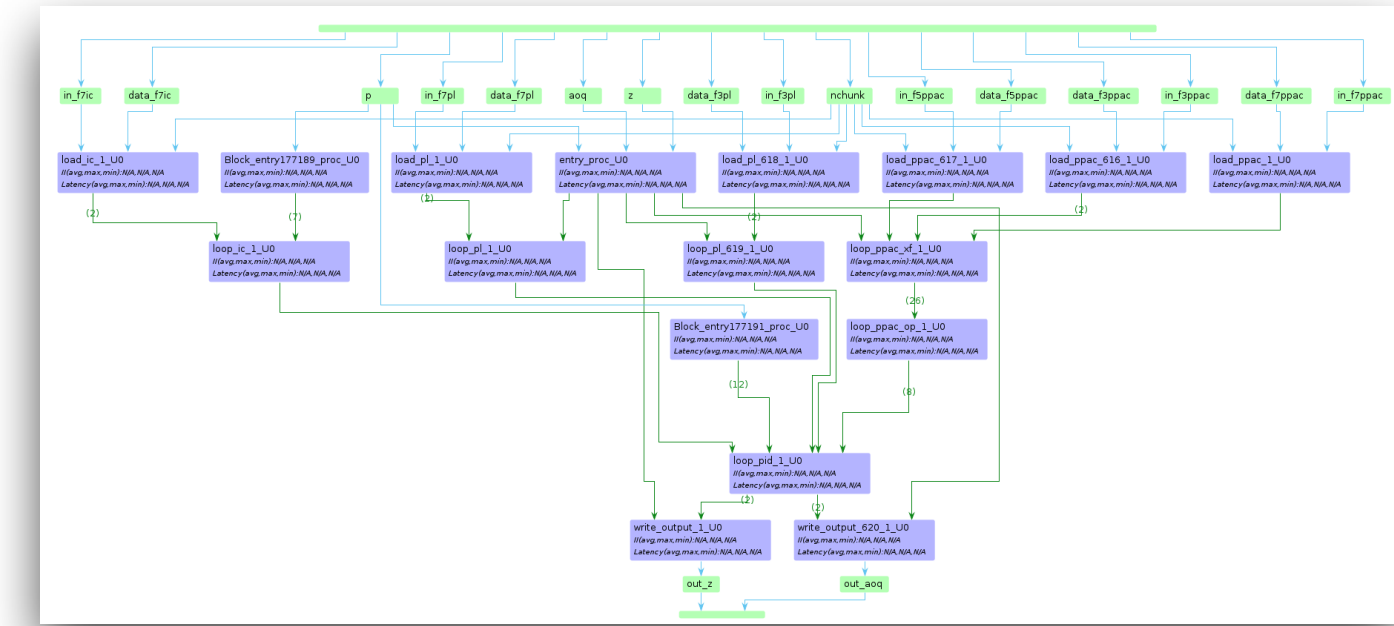 in_f7ic
data_f7ic
p
in_f7pl
data_f7pl
aoq
z
data_f3pl
in_f3pl
nchunk
in_f5ppac
data_f5ppac
data_f3ppac
in_f3ppac
data_f7ppac
in_f7ppac
load_ic_1_U0
II(avg,max,min):N/A,N/A,N/A
Latency(avg,max,min):N/A,N/A,N/A
Block_entry177189_proc_U0
II(avg,max,min):N/A,N/A,N/A
Latency(avg,max,min):N/A,N/A,N/A
load_pl_1_U0
II(avg,max,min):N/A,N/A,N/A
Latency(avg,max,min):N/A,N/A,N/A
entry_proc_U0
II(avg,max,min):N/A,N/A,N/A
Latency(avg,max,min):N/A,N/A,N/A
load_pl_618_1_U0
II(avg,max,min):N/A,N/A,N/A
Latency(avg,max,min):N/A,N/A,N/A
load_ppac_617_1_U0
II(avg,max,min):N/A,N/A,N/A
Latency(avg,max,min):N/A,N/A,N/A
load_ppac_616_1_U0
II(avg,max,min):N/A,N/A,N/A
Latency(avg,max,min):N/A,N/A,N/A
load_ppac_1_U0
II(avg,max,min):N/A,N/A,N/A
Latency(avg,max,min):N/A,N/A,N/A
(2)
(7)
(2)
(2)
(2)
loop_ic_1_U0
II(avg,max,min):N/A,N/A,N/A
Latency(avg,max,min):N/A,N/A,N/A
loop_pl_1_U0
II(avg,max,min):N/A,N/A,N/A
Latency(avg,max,min):N/A,N/A,N/A
loop_pl_619_1_U0
II(avg,max,min):N/A,N/A,N/A
Latency(avg,max,min):N/A,N/A,N/A
loop_ppac_xf_1_U0
II(avg,max,min):N/A,N/A,N/A
Latency(avg,max,min):N/A,N/A,N/A
(26)
Block_entry177191_proc_U0
II(avg,max,min):N/A,N/A,N/A
Latency(avg,max,min):N/A,N/A,N/A
loop_ppac_op_1_U0
II(avg,max,min):N/A,N/A,N/A
Latency(avg,max,min):N/A,N/A,N/A
(12)
(8)
loop_pid_1_U0
II(avg,max,min):N/A,N/A,N/A
Latency(avg,max,min):N/A,N/A,N/A
(2)
(2)
write_output_1_U0
II(avg,max,min):N/A,N/A,N/A
Latency(avg,max,min):N/A,N/A,N/A
write_output_620_1_U0
II(avg,max,min):N/A,N/A,N/A
Latency(avg,max,min):N/A,N/A,N/A
out_z
out_aoq